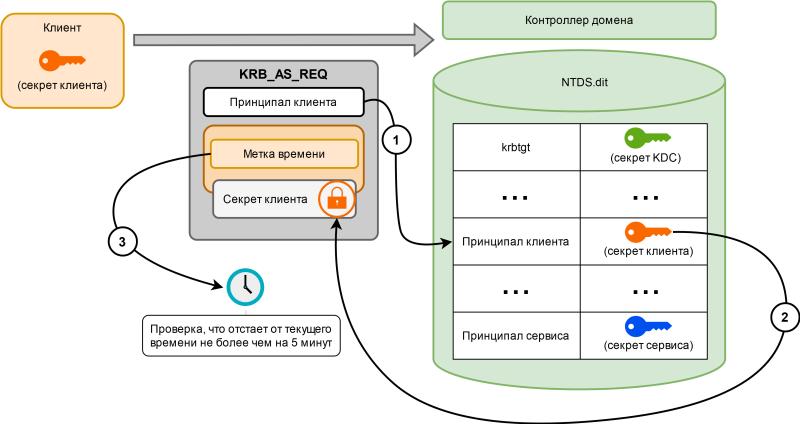 Клиент
(секрет клиента)
Контроллер домена
KRB_AS_REQ
Принципал клиента
Метка времени
Секрет клиента
1
2
3
Проверка, что отстает от текущего
времени не более чем на 5 минут
NTDS.dit
krbtgt
(секрет KDC)
... ...
Принципал клиента
(секрет клиента)
... ...
Принципал сервиса
(секрет сервиса)